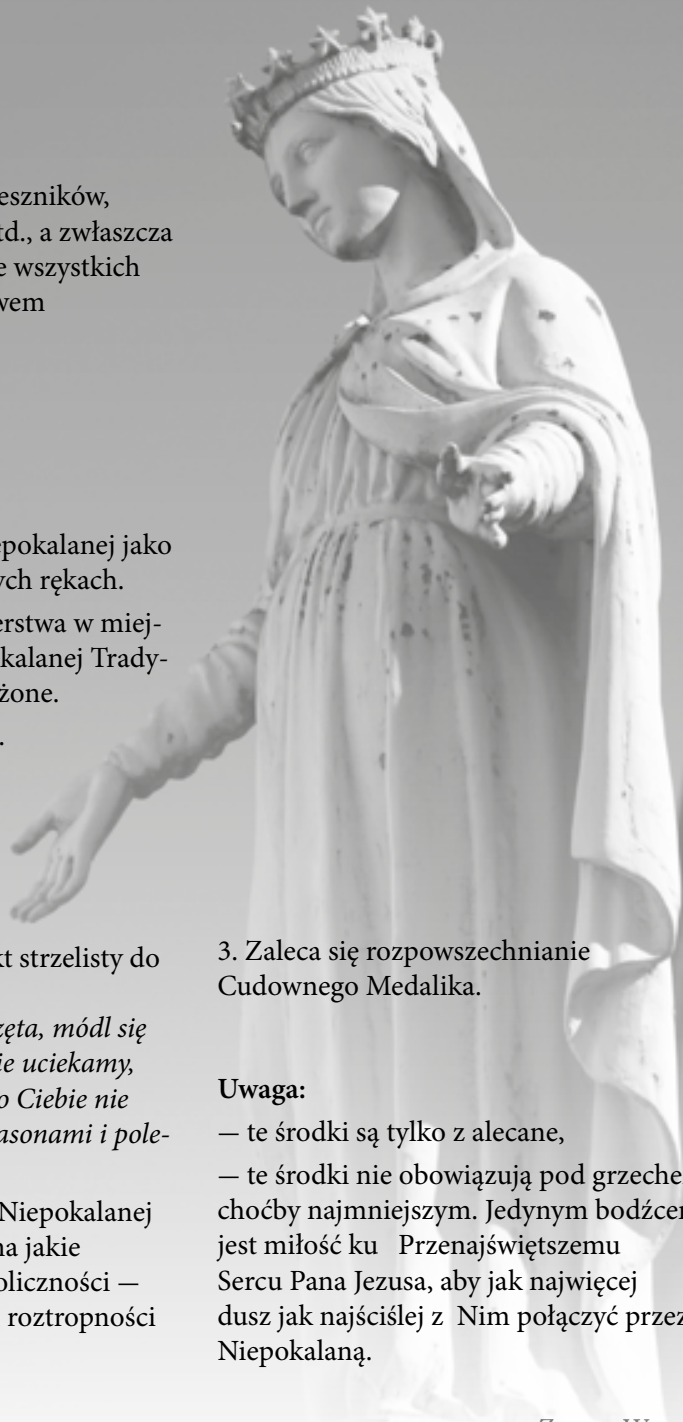 eszników,
td., a zwłaszcza
e wszystkich
wem
epokalanej jako
ych rękach.
erstwa w miej-
kalanej Trady-
żone.
.
kt strzelisty do
zęta, módl się
ie uciekamy,
o Ciebie nie
asonami i pole-
Niepokalanej
na jakie
oliczności —
roztropności
3. Zaleca się rozpowszechnianie
Cudownego Medalika.
Uwaga:
— te środki są tylko z alecane,
— te środki nie obowiązują pod grzeche
choćby najmniejszym. Jedynym bodźcem
jest miłość ku Przenajświętszemu
Sercu Pana Jezusa, aby jak najwięcej
dusz jak najściślej z Nim połączyć przez
Niepokalaną.